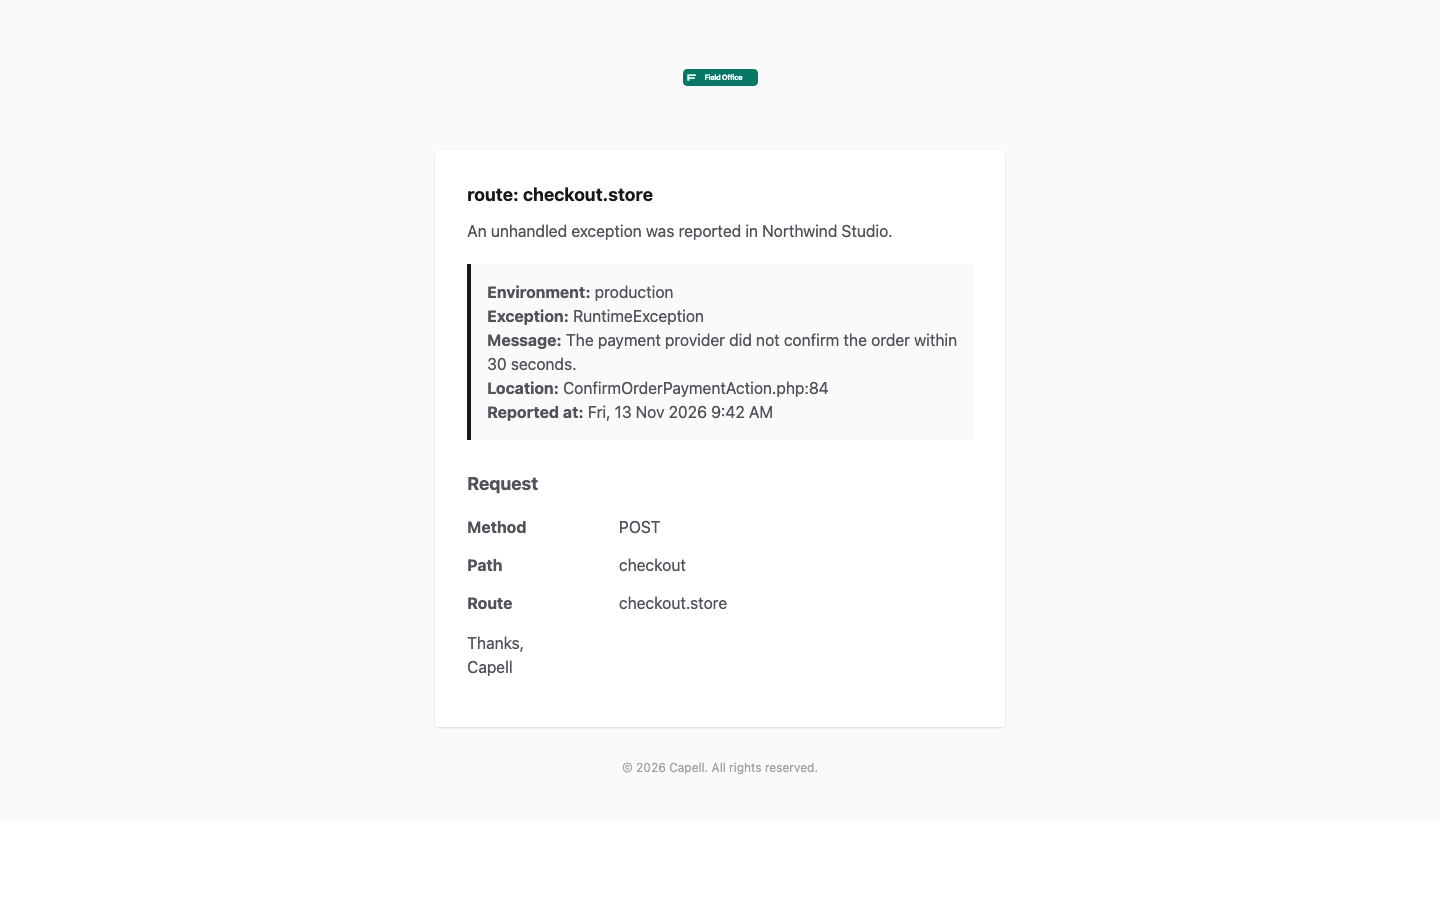 Field Office
route: checkout.store
An unhandled exception was reported in Northwind Studio.
Environment: production
Exception: RuntimeException
Message: The payment provider did not confirm the order within
30 seconds.
Location: ConfirmOrderPaymentAction.php:84
Reported at: Fri, 13 Nov 2026 9:42 AM
Request
Method POST
Path checkout
Route checkout.store
Thanks,
Capell
© 2026 Capell. All rights reserved.